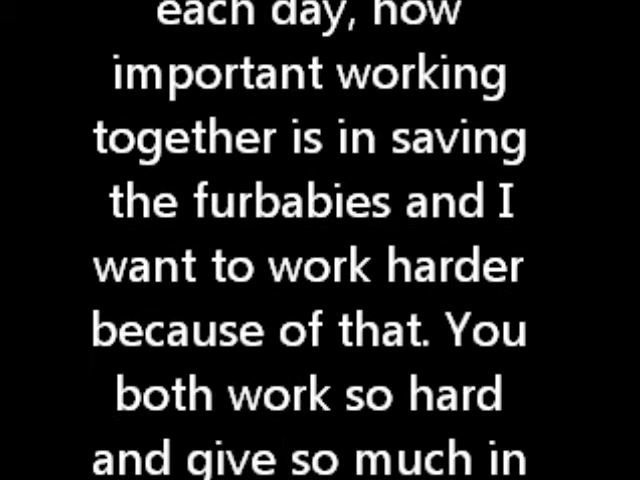 each day, how
important working
together is in saving
the furbabies and I
want to work harder
because of that. You
both work so hard
and give so much in